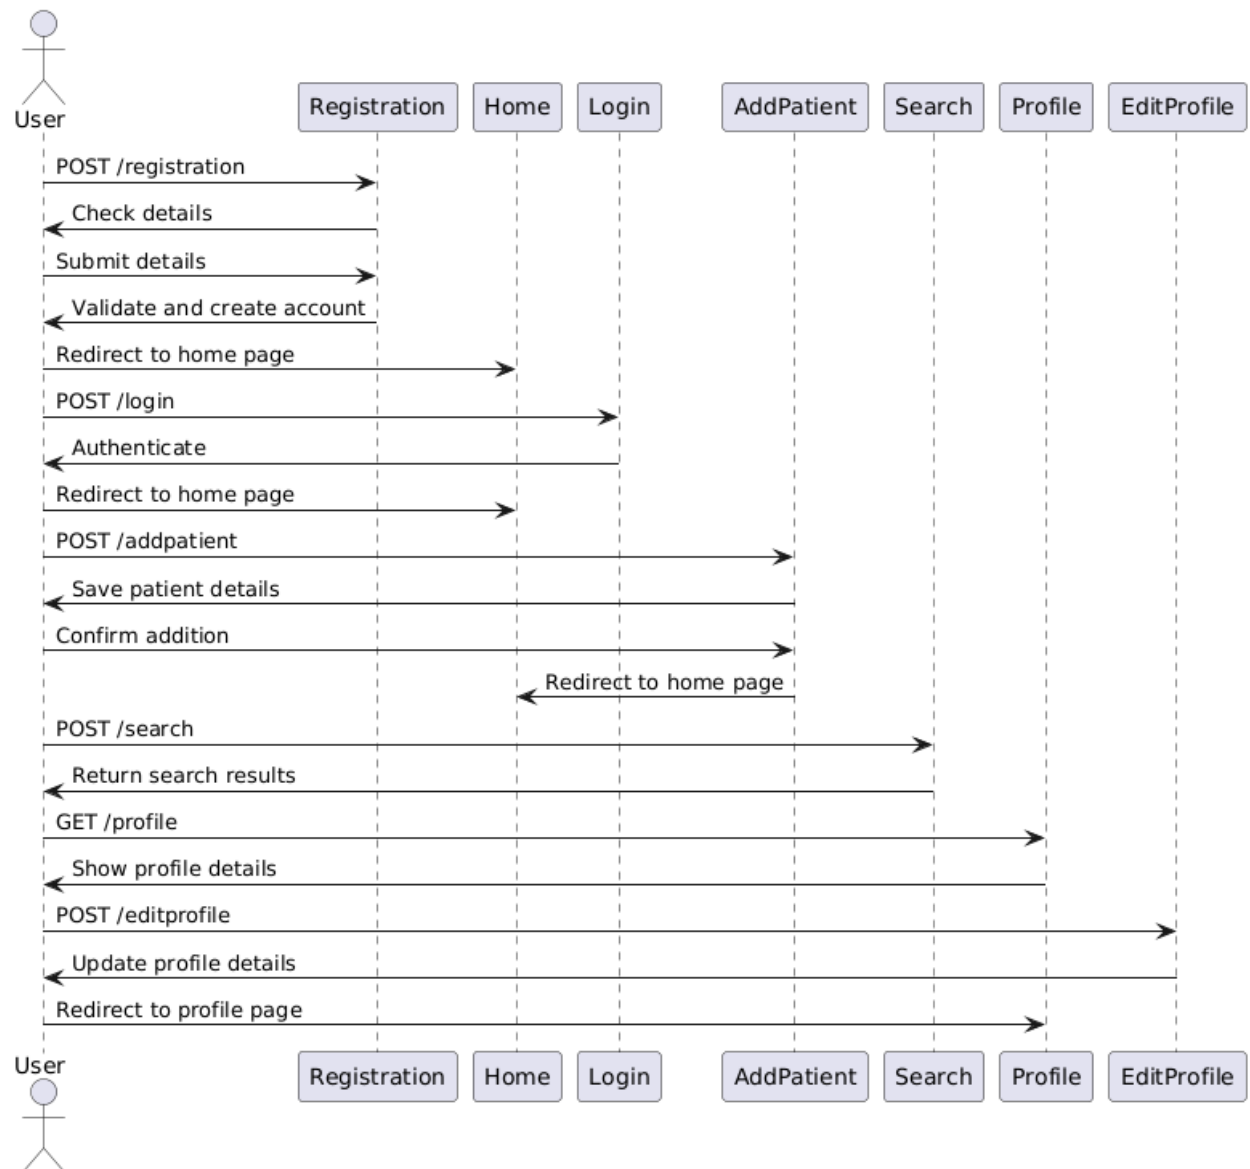 User
Registration
Home
Login
AddPatient
Search
Profile
EditProfile
POST /registration
Check details
Submit details
Validate and create account
Redirect to home page
POST /login
Authenticate
Redirect to home page
POST /addpatient
Save patient details
Confirm addition
Redirect to home page
POST /search
Return search results
GET /profile
Show profile details
POST /editprofile
Update profile details
Redirect to profile page
User
Registration
Home
Login
AddPatient
Search
Profile
EditProfile